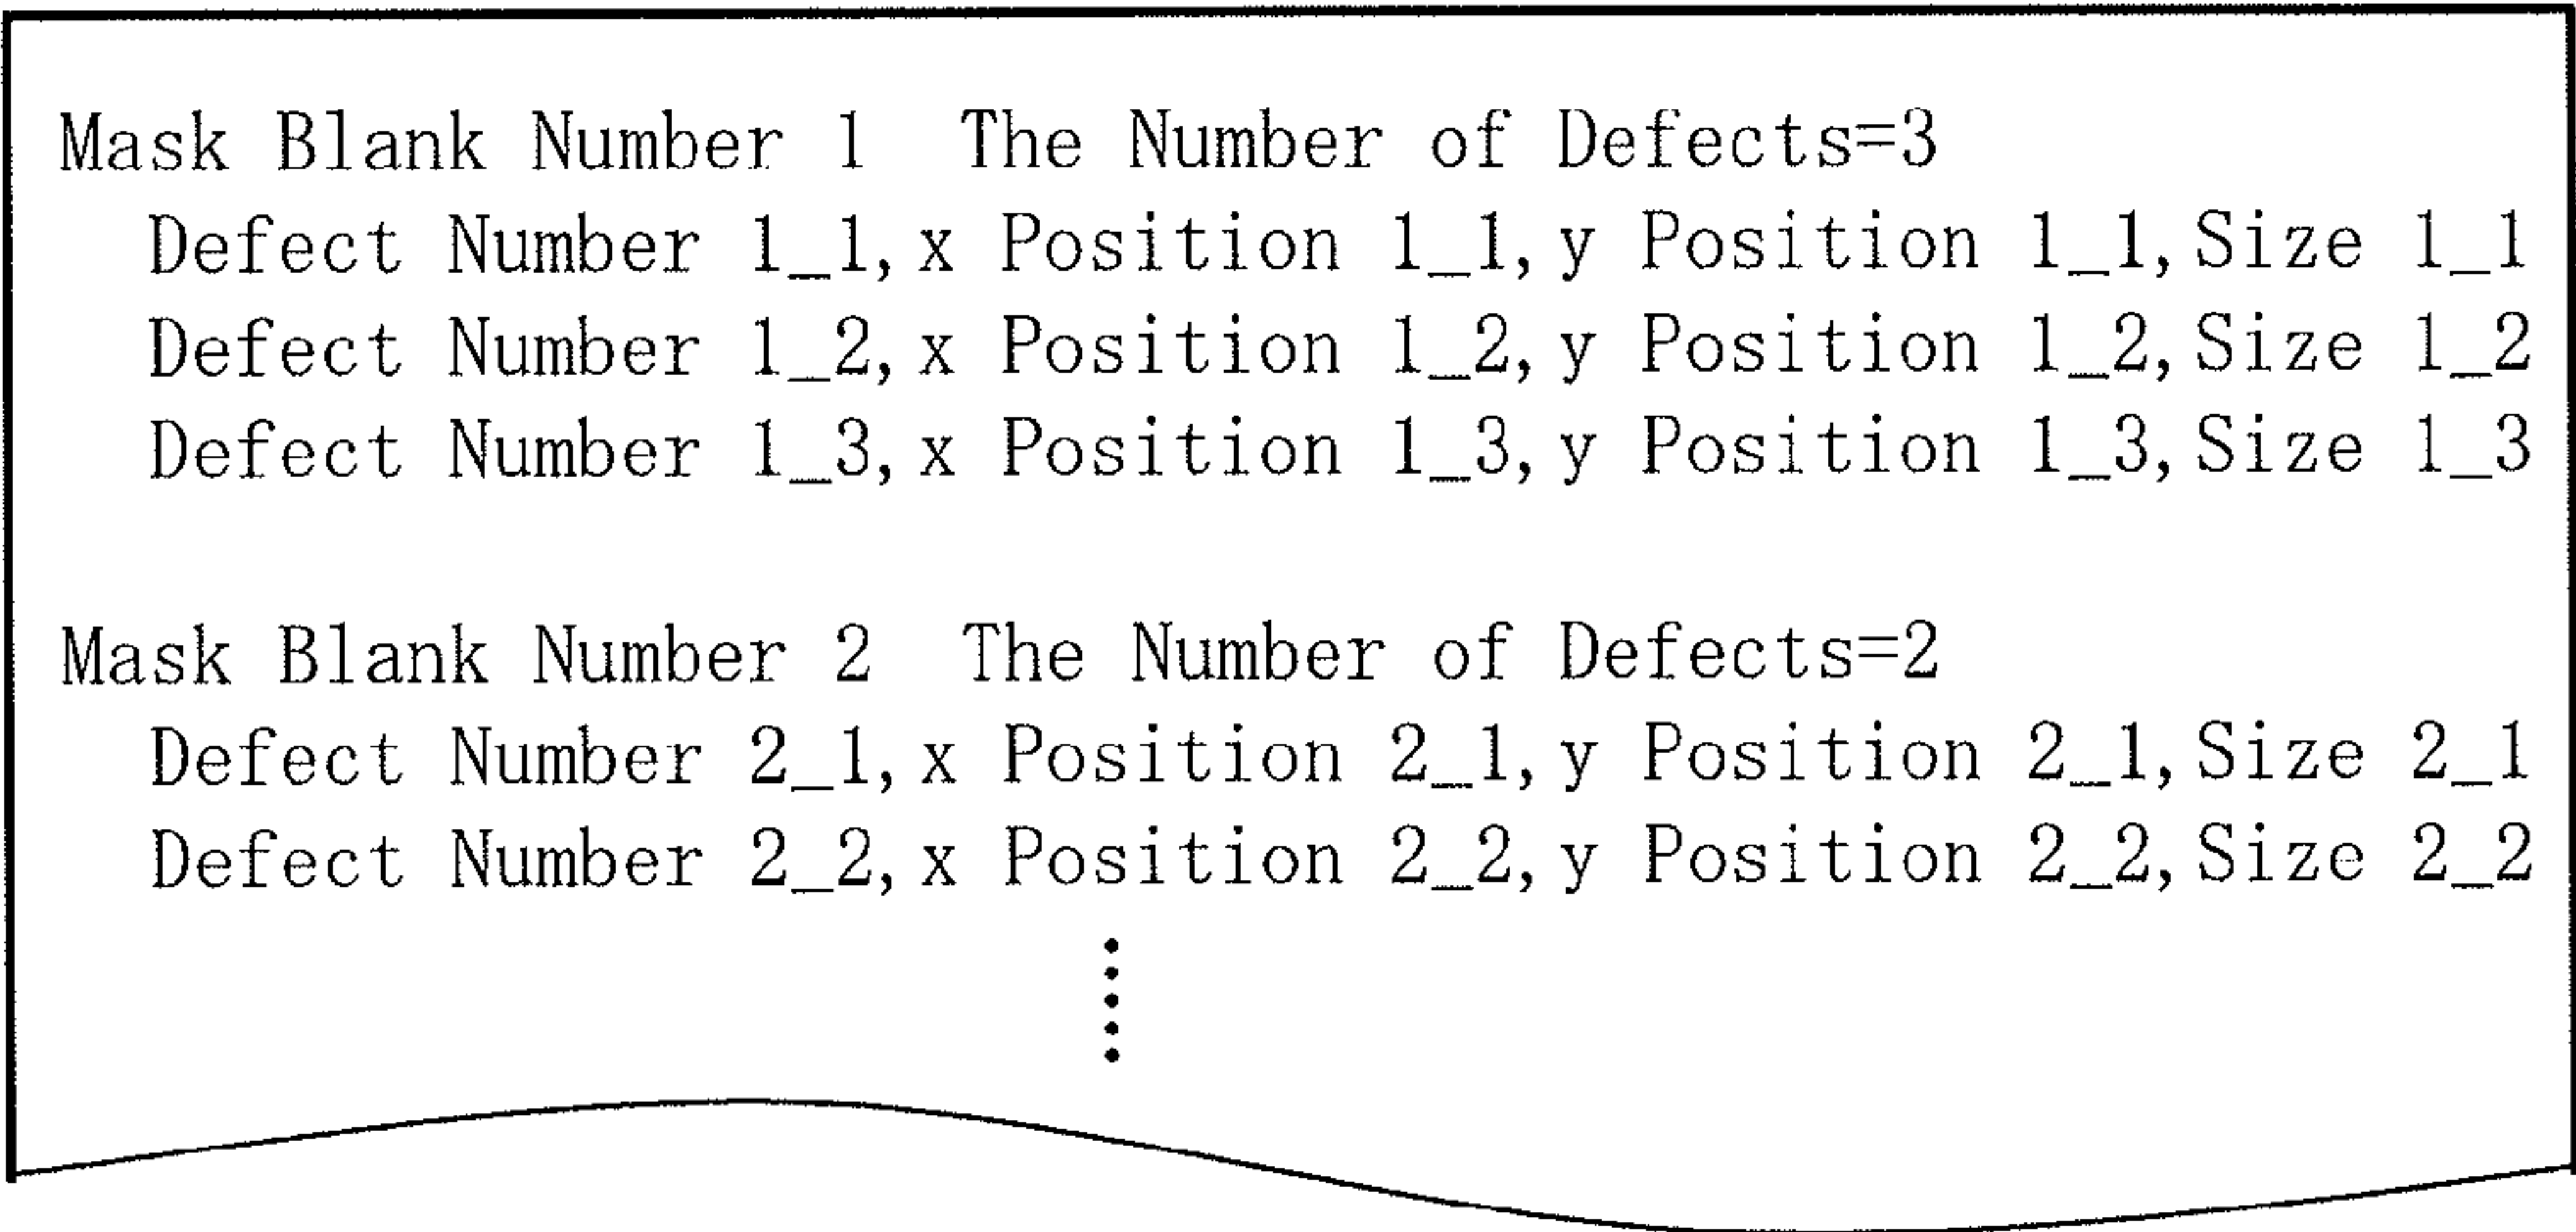 Mask Blank Number 1  The Number of Defects=3
Defect Number 1_1, x Position 1_1, y Position 1_1, Size 1_1
Defect Number 1_2, x Position 1_2, y Position 1_2, Size 1_2
Defect Number 1_3, x Position 1_3, y Position 1_3, Size 1_3
Mask Blank Number 2  The Number of Defects=2
Defect Number 2_1, x Position 2_1, y Position 2_1, Size 2_1
Defect Number 2_2, x Position 2_2, y Position 2_2, Size 2_2